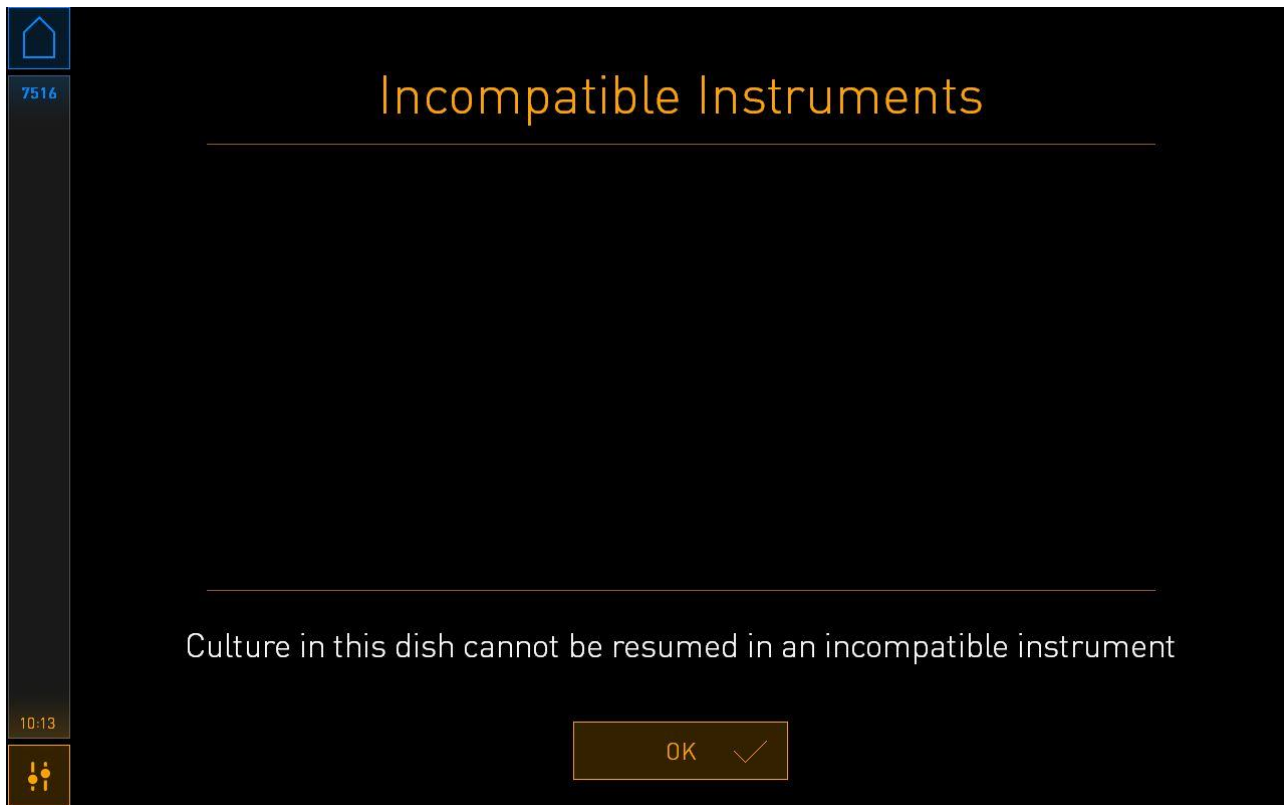 7516
Incompatible Instruments
Culture in this dish cannot be resumed in an incompatible instrument
10:13
OK